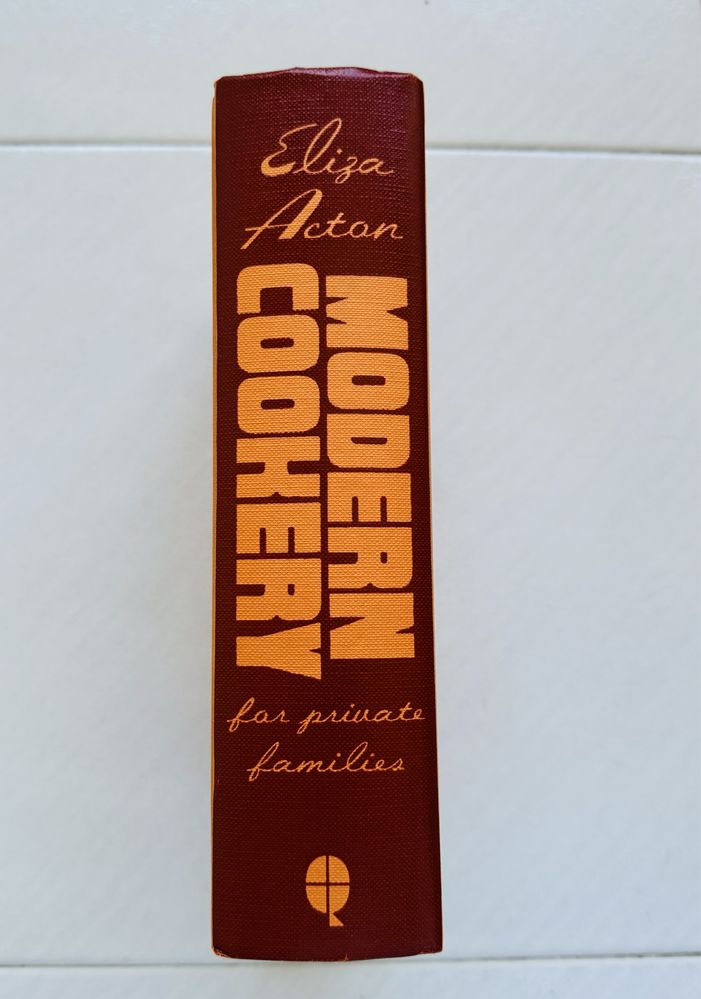 Eliza
Acton
MODERN
COOKERY
for private
families